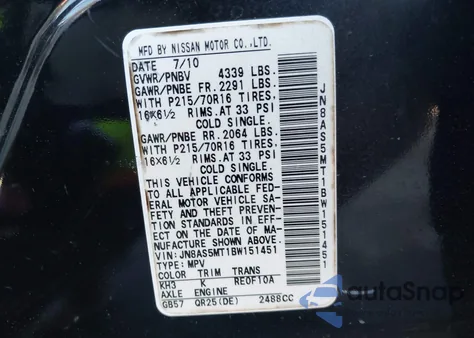 MFD BY NISSAN MOTOR CO.,LTD.
DATE 7/10
GVWR/PNBV 4339 LBS.
GAWR/PNBE FR. 2291 LBS.
WITH P215/70R16 TIRES.
16X6½ RIMS.AT 33 PSI
COLD SINGLE.
GAWR/PNBE RR. 2064 LBS.
WITH P215/70R16 TIRES.
16X6½ RIMS.AT 33 PSI
COLD SINGLE.
THIS VEHICLE CONFORMS
TO ALL APPLICABLE FED-
ERAL MOTOR VEHICLE SA-
FETY AND THEFT PREVEN-
TION STANDARDS IN EFF-
ECT ON THE DATE OF MA-
NUFACTURE SHOWN ABOVE.
VIN: JN8AS5MT1BW151451
TYPE: MPV
COLOR TRIM TRANS
KH3 K RE0F10A
AXLE ENGINE
GB57 QR25(DE) 2488CC
JN8AS5MT1BW151451
autoSnap